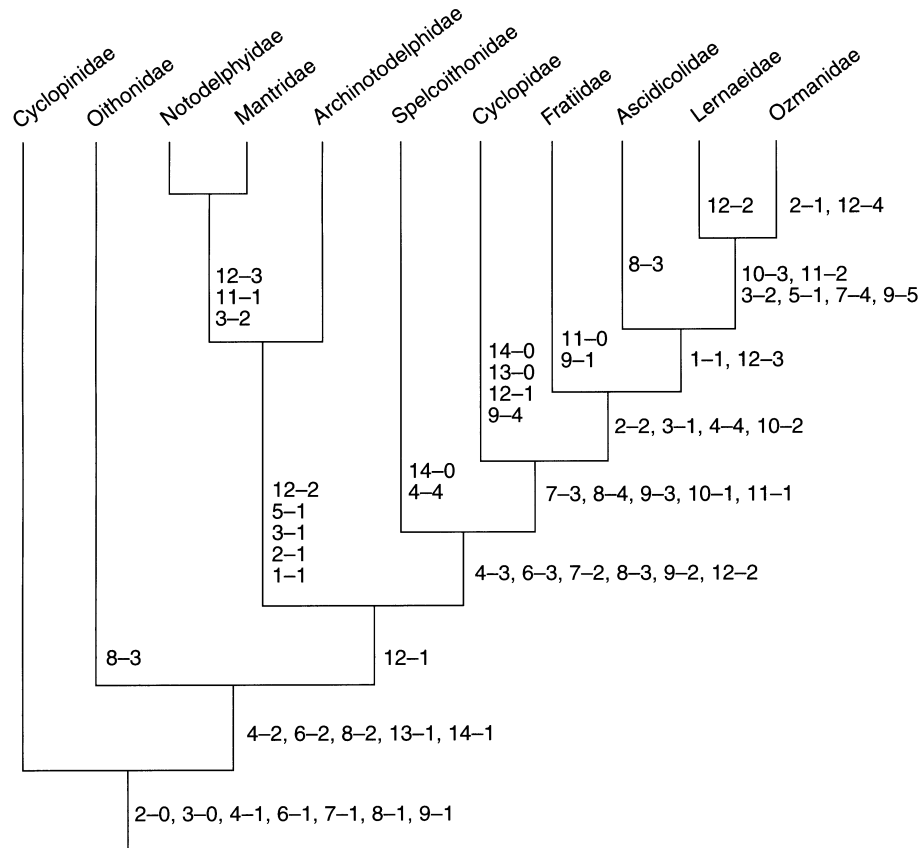 Cyclopinidae
Oithonidae
Notodelphyidae
Mantridae
Archinotodelphidae
Spelcoithonidae
Cyclopidae
Fratiidae
Ascidicolidae
Lernaeidae
Ozmanidae
12–2
2–1, 12–4
8–3
10–3, 11–2
3–2, 5–1, 7–4, 9–5
12–3
11–1
3–2
14–0
13–0
12–1
9–4
11–0
9–1
1–1, 12–3
2–2, 3–1, 4–4, 10–2
14–0
4–4
7–3, 8–4, 9–3, 10–1, 11–1
12–2
5–1
3–1
2–1
1–1
4–3, 6–3, 7–2, 8–3, 9–2, 12–2
8–3
12–1
4–2, 6–2, 8–2, 13–1, 14–1
2–0, 3–0, 4–1, 6–1, 7–1, 8–1, 9–1